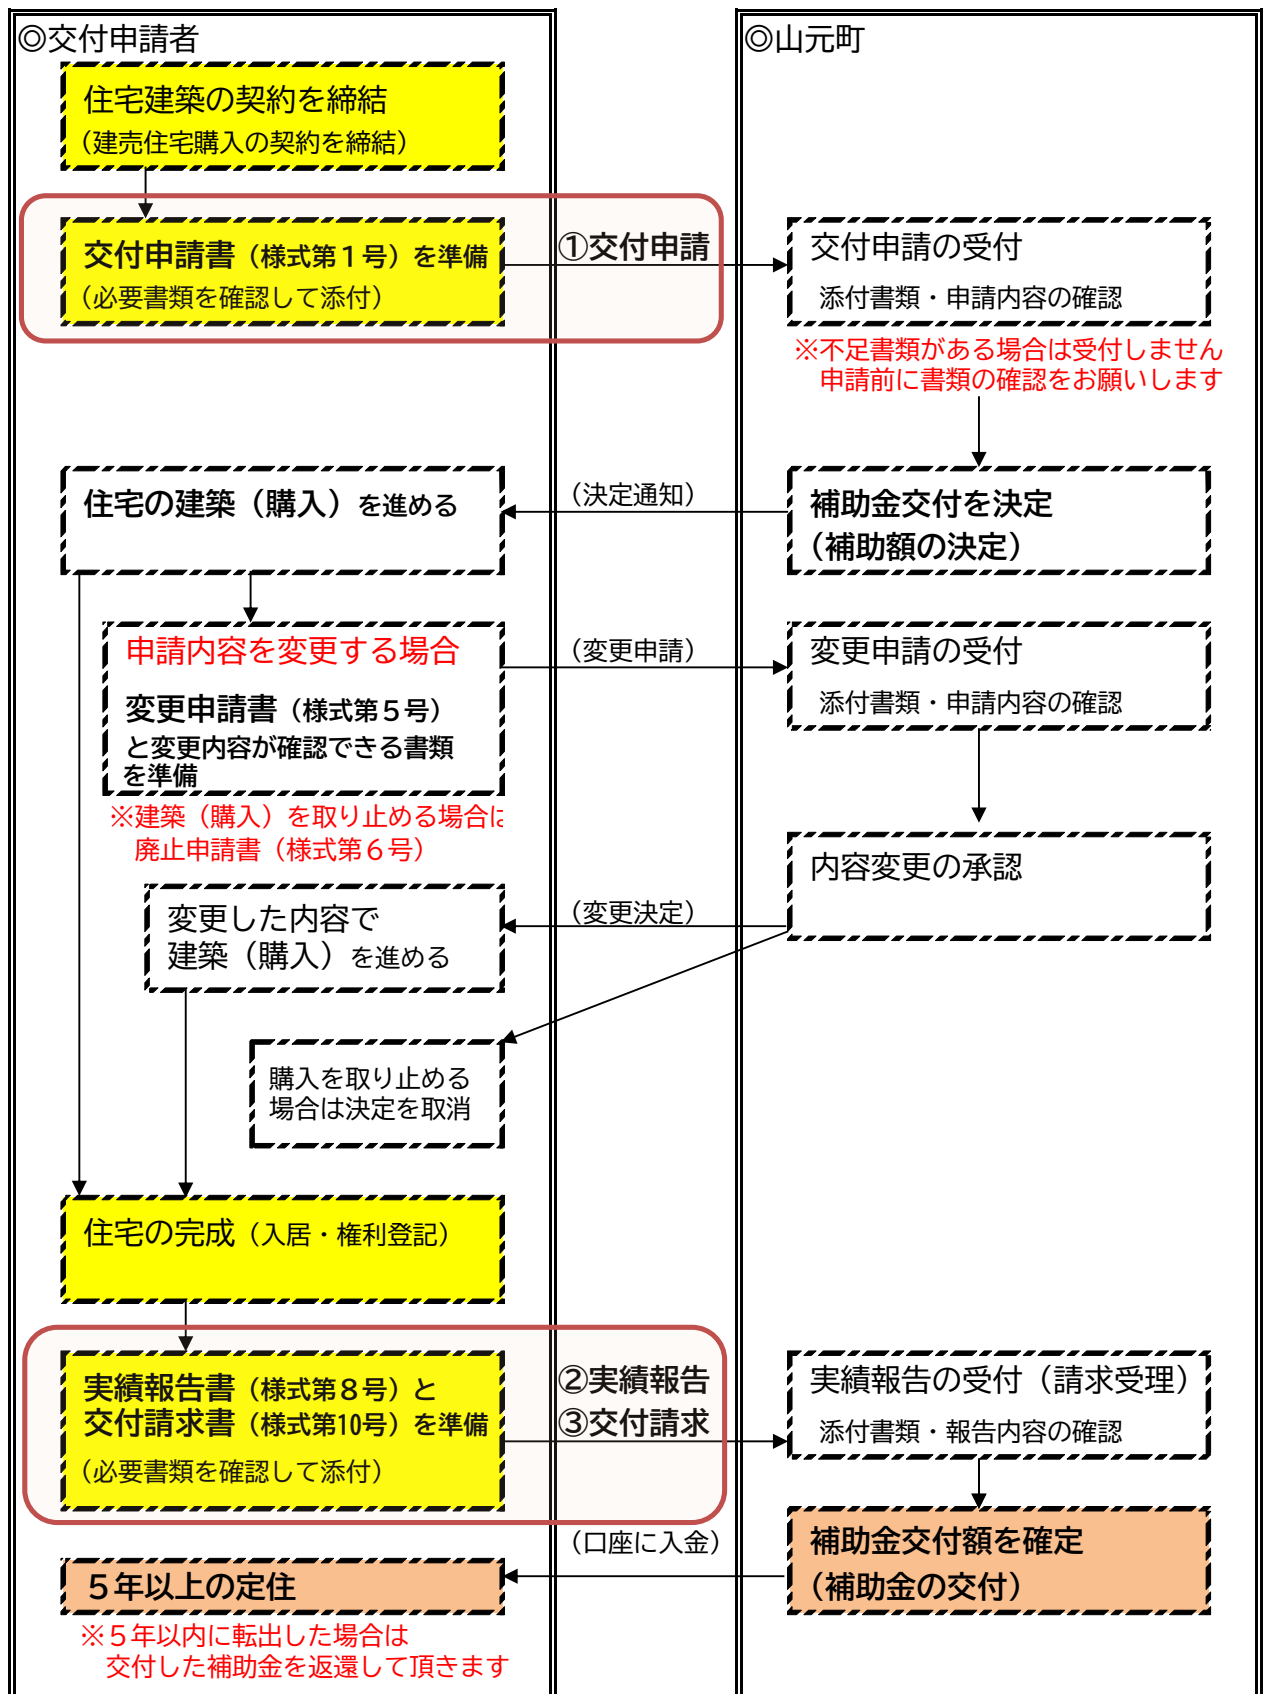 ◎交付申請者
◎山元町
住宅建築の契約を締結
（建売住宅購入の契約を締結）
交付申請書（様式第１号）を準備
（必要書類を確認して添付）
①交付申請
交付申請の受付
添付書類・申請内容の確認
※不足書類がある場合は受付しません
申請前に書類の確認をお願いします
住宅の建築（購入）を進める
（決定通知）
補助金交付を決定
（補助額の決定）
申請内容を変更する場合
変更申請書（様式第５号）
と変更内容が確認できる書類
を準備
（変更申請）
変更申請の受付
添付書類・申請内容の確認
※建築（購入）を取り止める場合は
廃止申請書（様式第６号）
内容変更の承認
変更した内容で
建築（購入）を進める
（変更決定）
購入を取り止める
場合は決定を取消
住宅の完成（入居・権利登記）
実績報告書（様式第８号）と
交付請求書（様式第10号）を準備
（必要書類を確認して添付）
②実績報告
③交付請求
実績報告の受付（請求受理）
添付書類・報告内容の確認
（口座に入金）
補助金交付額を確定
（補助金の交付）
５年以上の定住
※５年以内に転出した場合は
交付した補助金を返還して頂きます